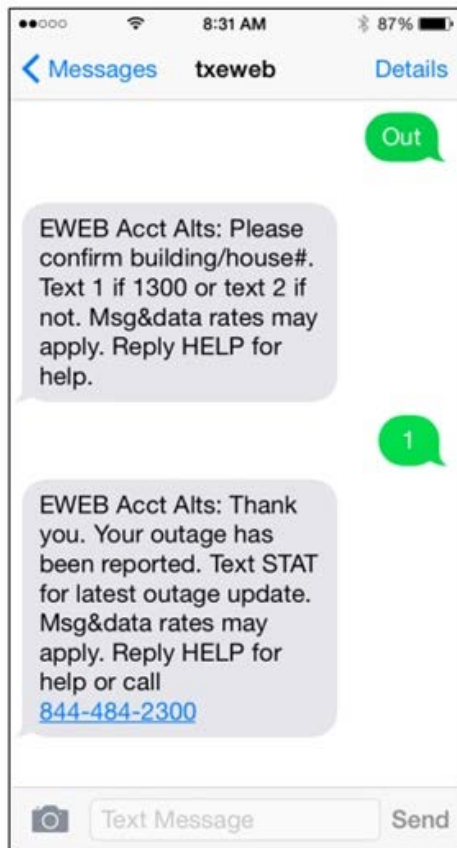 8:31 AM 87%
Messages txeweb Details
Out
EWEB Acct Alts: Please
confirm building/house#.
Text 1 if 1300 or text 2 if
not. Msg&data rates may
apply. Reply HELP for
help.
1
EWEB Acct Alts: Thank
you. Your outage has
been reported. Text STAT
for latest outage update.
Msg&data rates may
apply. Reply HELP for
help or call
844-484-2300
Text Message Send